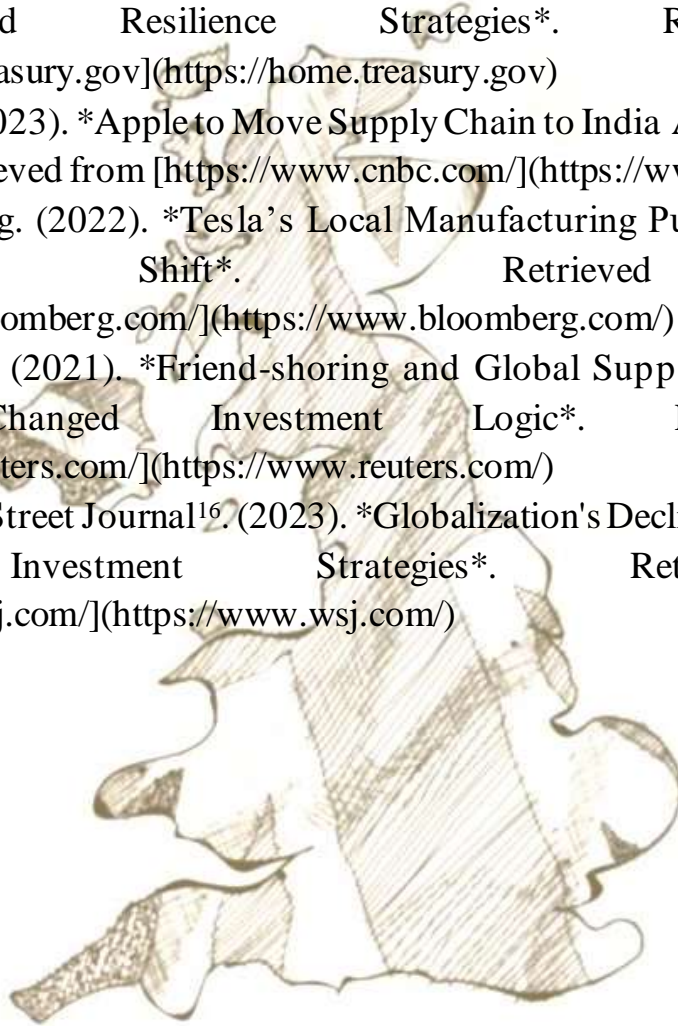 d Resilience Strategies*. R
asury.gov](https://home.treasury.gov)
023). *Apple to Move Supply Chain to India A
eved from [https://www.cnbc.com/](https://ww
g. (2022). *Tesla’s Local Manufacturing Pu
Shift*. Retrieved
omberg.com/](https://www.bloomberg.com/)
(2021). *Friend-shoring and Global Supp
Changed Investment Logic*.
ters.com/](https://www.reuters.com/)
Street Journal¹⁶. (2023). *Globalization's Decli
Investment Strategies*. Ret
j.com/](https://www.wsj.com/)